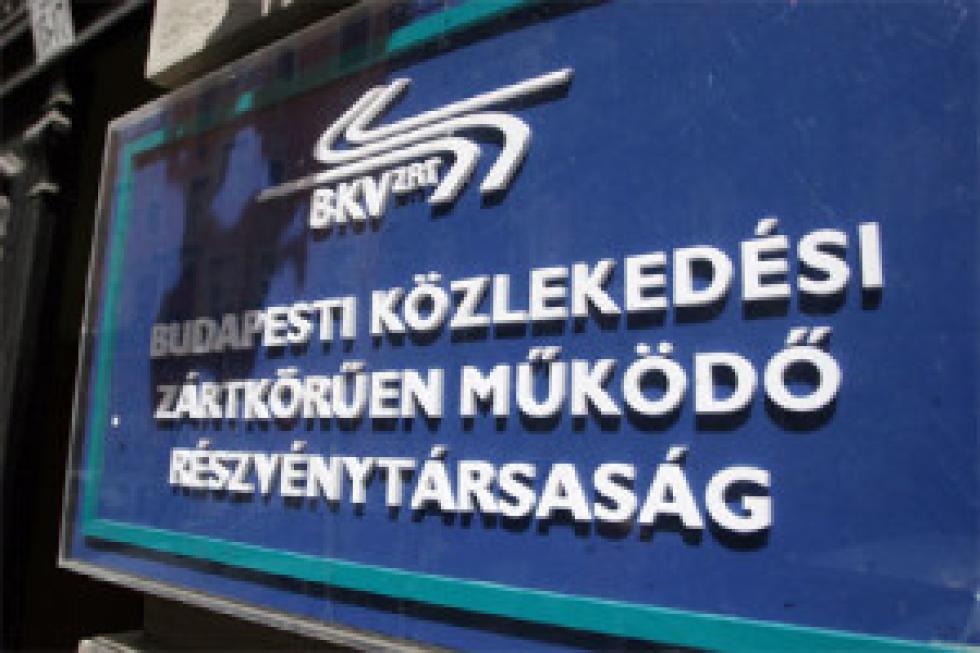 BKV ZRT
BUDAPESTI KÖZLEKEDÉSI
ZÁRTKÖRŰEN MŰKÖDŐ
RÉSZVÉNYTÁRSASÁG